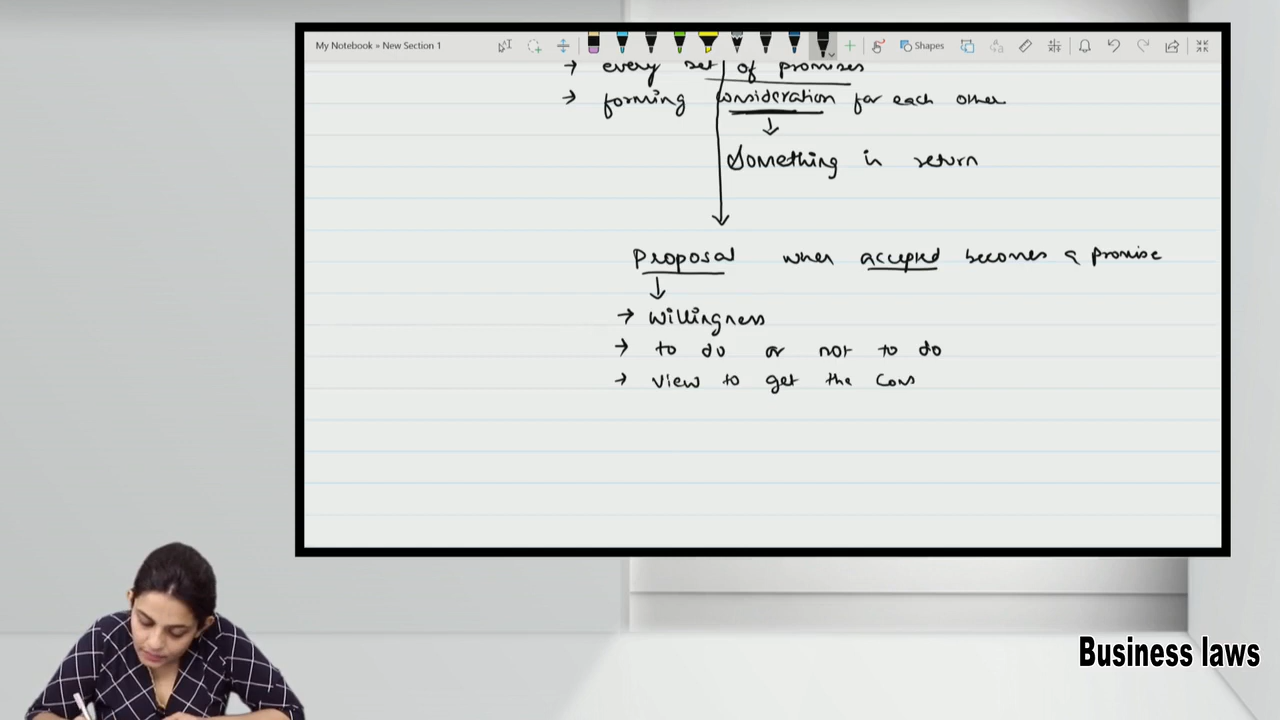 My Notebook » New Section 1
Shapes
→ every set of promises
→ forming consideration for each other
↓
Something in return
Proposal when accepted becomes a promise
↓
→ Willingness
→ to do or not to do
→ view to get the cons
Business laws